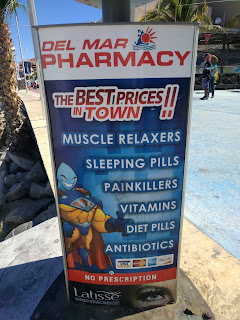 DEL MAR
PHARMACY
THE BEST PRICES
IN TOWN !!
MUSCLE RELAXERS
SLEEPING PILLS
PAINKILLERS
VITAMINS
DIET PILLS
ANTIBIOTICS
NO PRESCRIPTION
Latisse